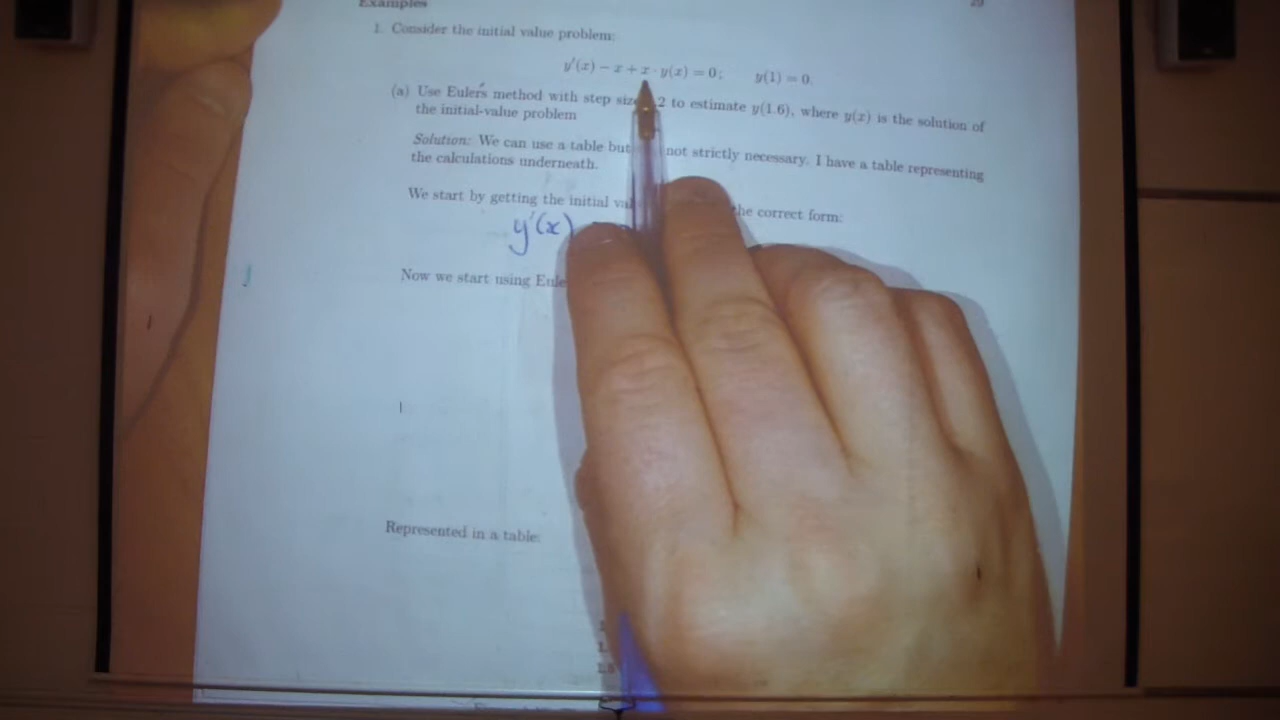 Examples 29
1. Consider the initial value problem:
y′(x) − x + x · y(x) = 0; y(1) = 0.
(a) Use Euler's method with step size 2 to estimate y(1.6), where y(x) is the solution of
the initial-value problem
Solution: We can use a table but not strictly necessary. I have a table representing
the calculations underneath.
We start by getting the initial the correct form:
y′(x)
Now we start using
Represented in a table: